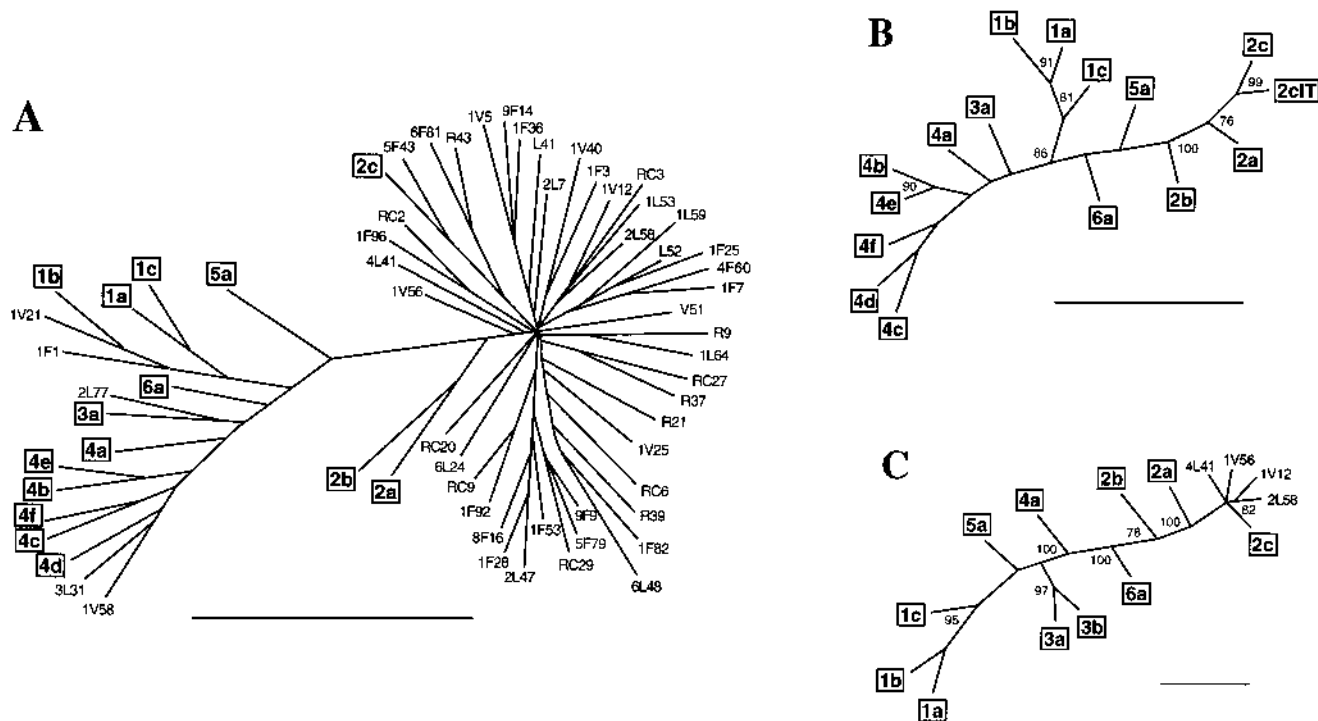 A
9F14
1V5
1F36
6F81
R43
L41
5F43
1V40
2c
2L7
1F3
RC3
1V12
1L53
RC2
1L59
1F96
2L58
4L41
L52
1F25
1b
1c
5a
4F60
1a
1V56
1F7
1V21
V51
1F1
R9
1L64
6a
RC27
2L77
R37
3a
R21
4a
RC20
1V25
4e
6L24
2b
4b
2a
RC9
RC6
4f
1F92
9F9
R39
4c
8F16
1F53
5F79
1F82
4d
1F28
RC29
3L31
2L47
6L48
1V58
B
1b
1a
2c
91
1c
99
2cIT
81
5a
3a
76
4a
86
100
2a
4b
90
4e
2b
6a
4f
4d
4c
C
1V56
4L41
1V12
2a
2b
2L58
4a
82
100
5a
78
2c
100
100
97
6a
1c
3b
95
3a
1b
1a